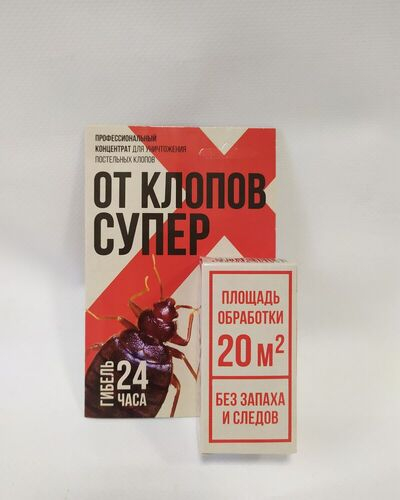 ПРОФЕССИОНАЛЬНЫЙ
КОНЦЕНТРАТ ДЛЯ УНИЧТОЖЕНИЯ
ПОСТЕЛЬНЫХ КЛОПОВ
ОТ КЛОПОВ
СУПЕР
ГИБЕЛЬ
24
ЧАСА
ПЛОЩАДЬ
ОБРАБОТКИ
20 м²
БЕЗ ЗАПАХА
И СЛЕДОВ